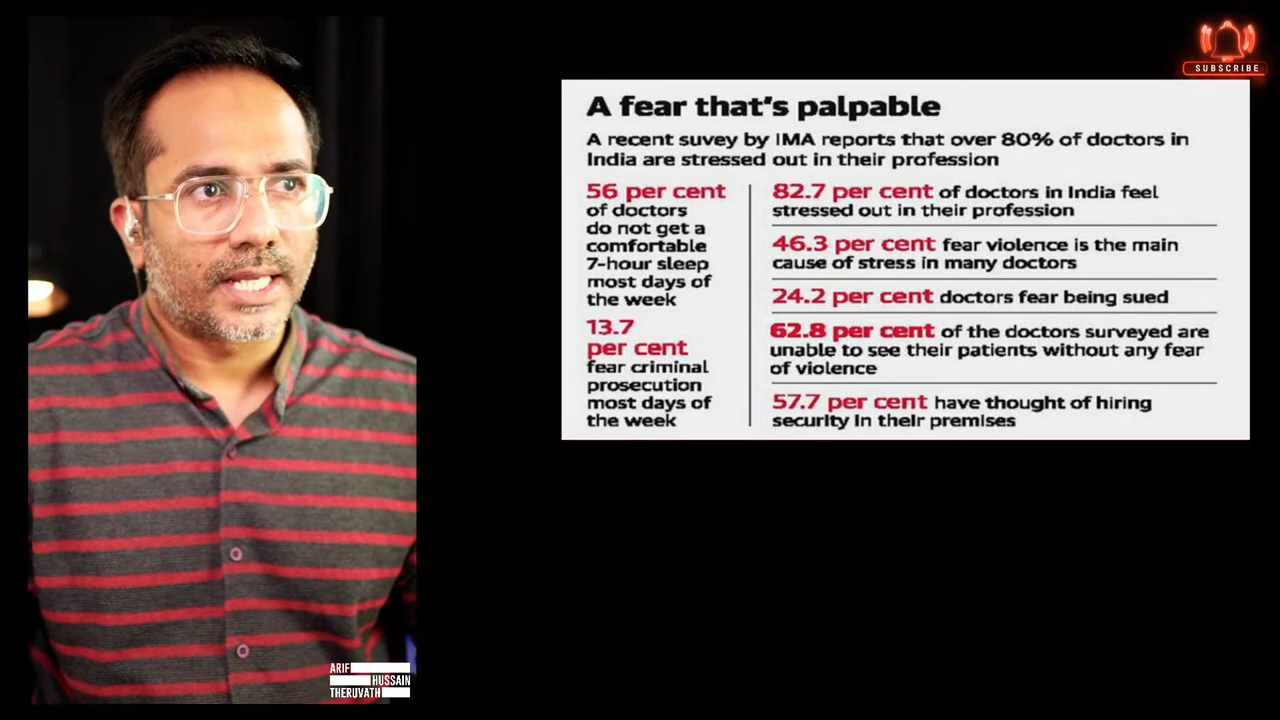 SUBSCRIBE
A fear that's palpable
A recent suvey by IMA reports that over 80% of doctors in
India are stressed out in their profession
56 per cent
of doctors
do not get a
comfortable
7-hour sleep
most days of
the week
13.7
per cent
fear criminal
prosecution
most days of
the week
82.7 per cent of doctors in India feel
stressed out in their profession
46.3 per cent fear violence is the main
cause of stress in many doctors
24.2 per cent doctors fear being sued
62.8 per cent of the doctors surveyed are
unable to see their patients without any fear
of violence
57.7 per cent have thought of hiring
security in their premises
ARIF
HUSSAIN
THERUVATH